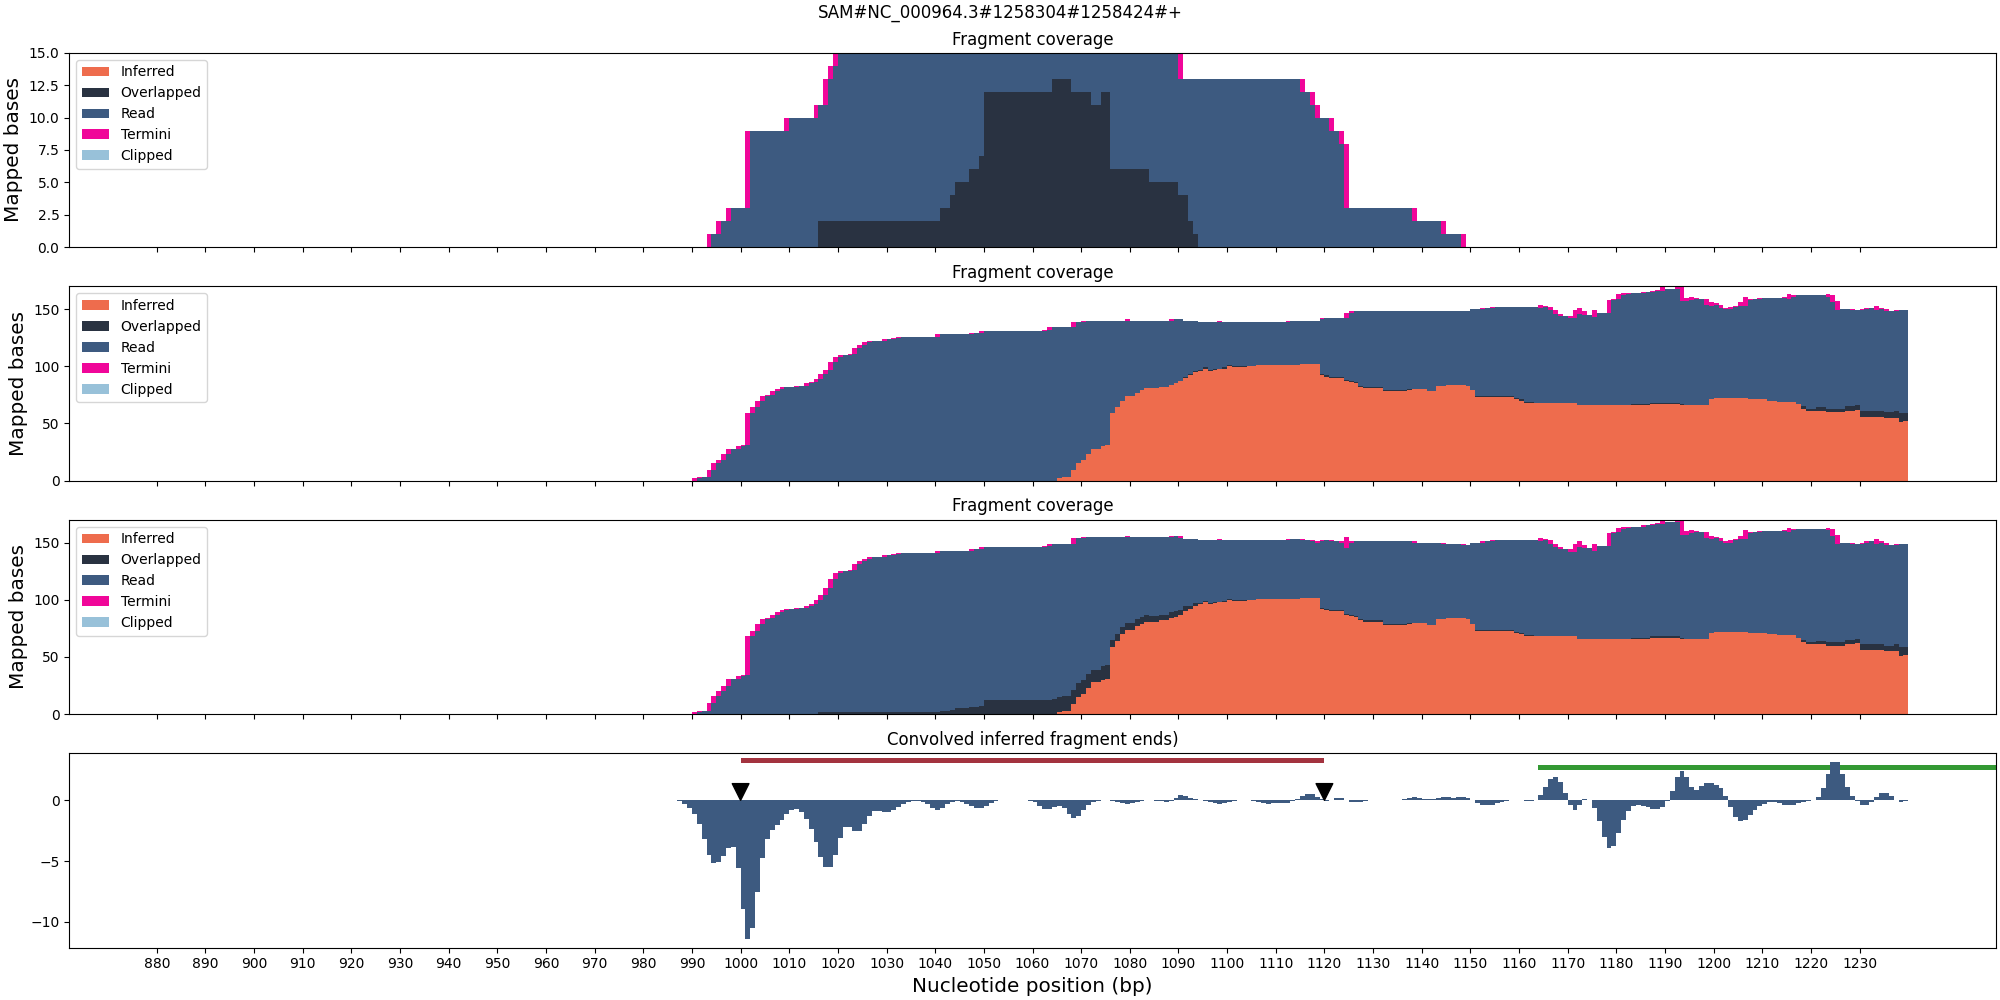 SAM#NC_000964.3#1258304#1258424#+
Fragment coverage
Mapped bases
15.0
12.5
10.0
7.5
5.0
2.5
0.0
Inferred
Overlapped
Read
Termini
Clipped
Fragment coverage
Mapped bases
150
100
50
0
Inferred
Overlapped
Read
Termini
Clipped
Fragment coverage
Mapped bases
150
100
50
0
Inferred
Overlapped
Read
Termini
Clipped
Convolved inferred fragment ends)
0
−5
−10
880 890 900 910 920 930 940 950 960 970 980 990 1000 1010 1020 1030 1040 1050 1060 1070 1080 1090 1100 1110 1120 1130 1140 1150 1160 1170 1180 1190 1200 1210 1220 1230
Nucleotide position (bp)